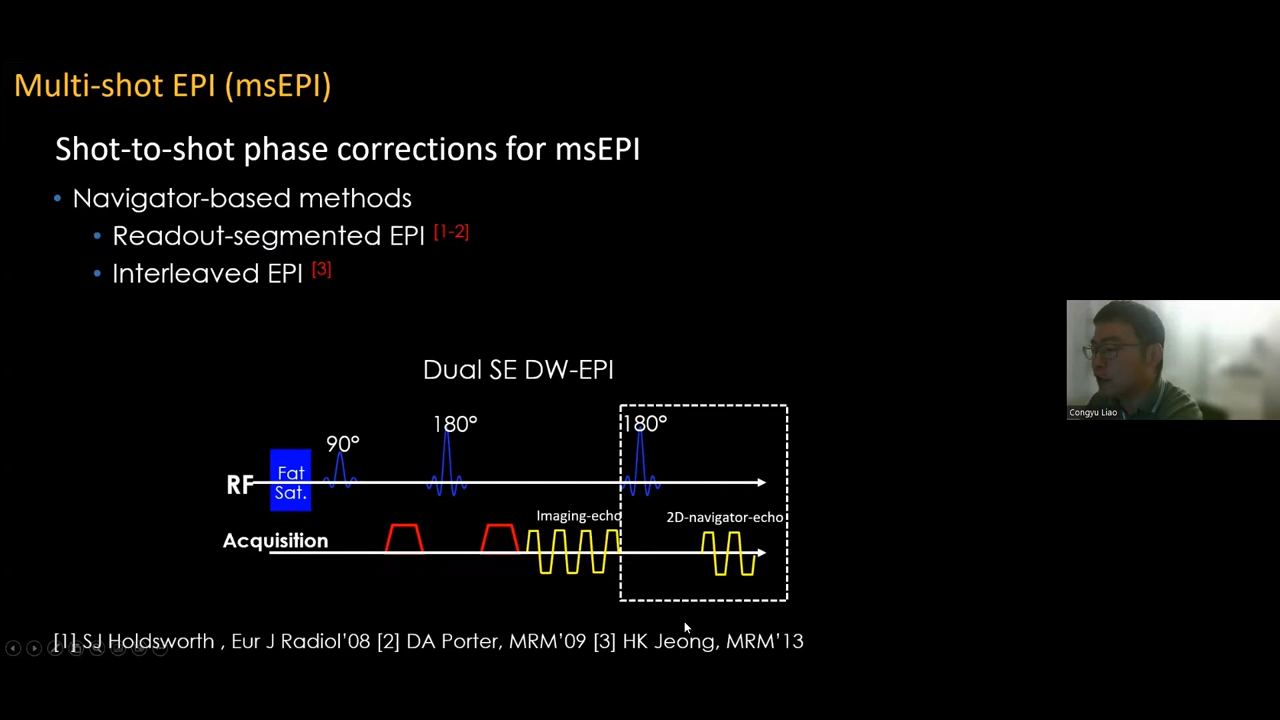 Multi-shot EPI (msEPI)
Shot-to-shot phase corrections for msEPI
• Navigator-based methods
• Readout-segmented EPI [1-2]
• Interleaved EPI [3]
Dual SE DW-EPI
90° 180° 180°
RF Fat
Sat.
Imaging-echo 2D-navigator-echo
Acquisition
[1] SJ Holdsworth , Eur J Radiol’08 [2] DA Porter, MRM’09 [3] HK Jeong, MRM’13
Congyu Liao